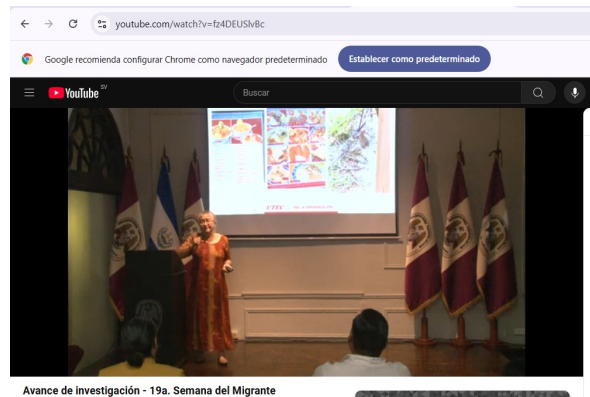 youtube.com/watch?v=fz4DEUSlvBc
Google recomienda configurar Chrome como navegador predeterminado
Establecer como predeterminado
YouTube SV
Buscar
UTEC
Avance de investigación - 19a. Semana del Migrante